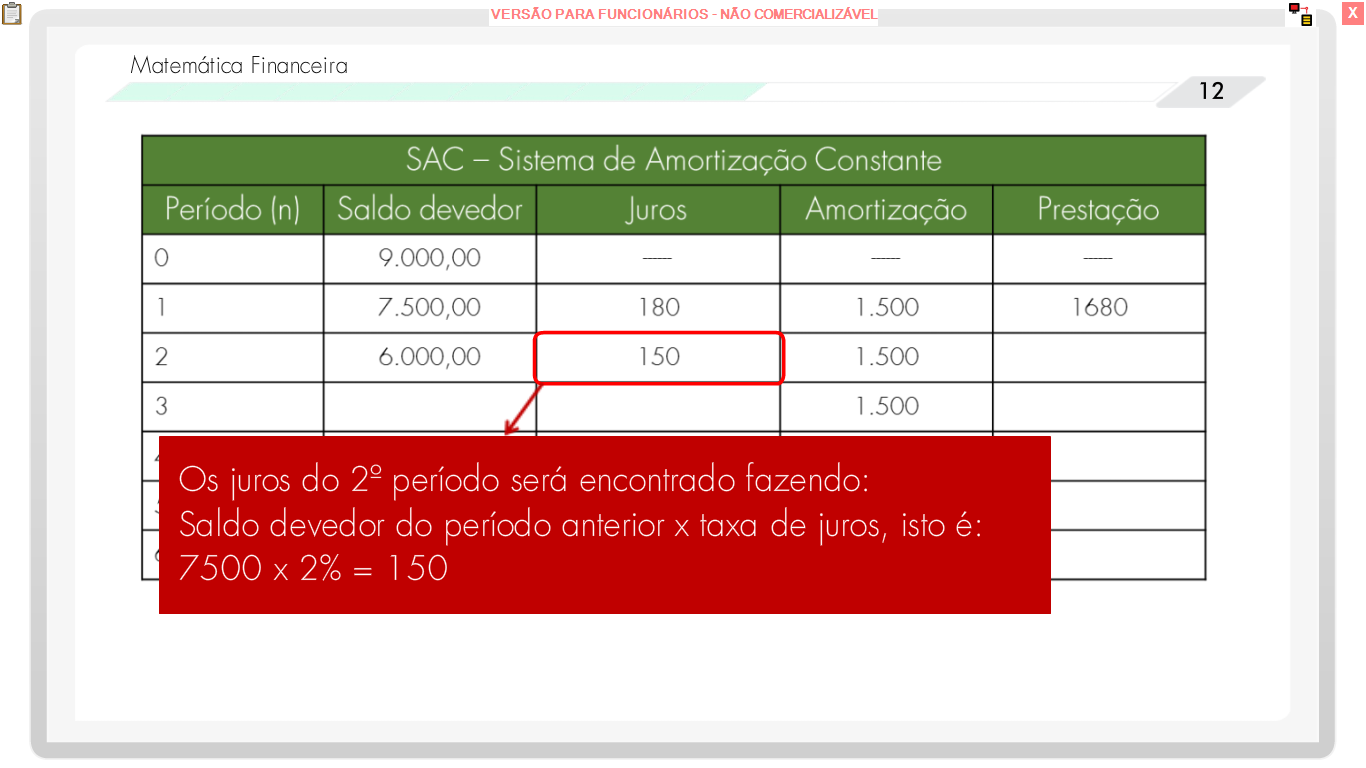 VERSÃO PARA FUNCIONÁRIOS - NÃO COMERCIALIZÁVEL
X
Matemática Financeira
12
SAC – Sistema de Amortização Constante
Período (n) Saldo devedor Juros Amortização Prestação
0 9.000,00 ------ ------ ------
1 7.500,00 180 1.500 1680
2 6.000,00 150 1.500
3 1.500
Os juros do 2º período será encontrado fazendo:
Saldo devedor do período anterior x taxa de juros, isto é:
7500 x 2% = 150